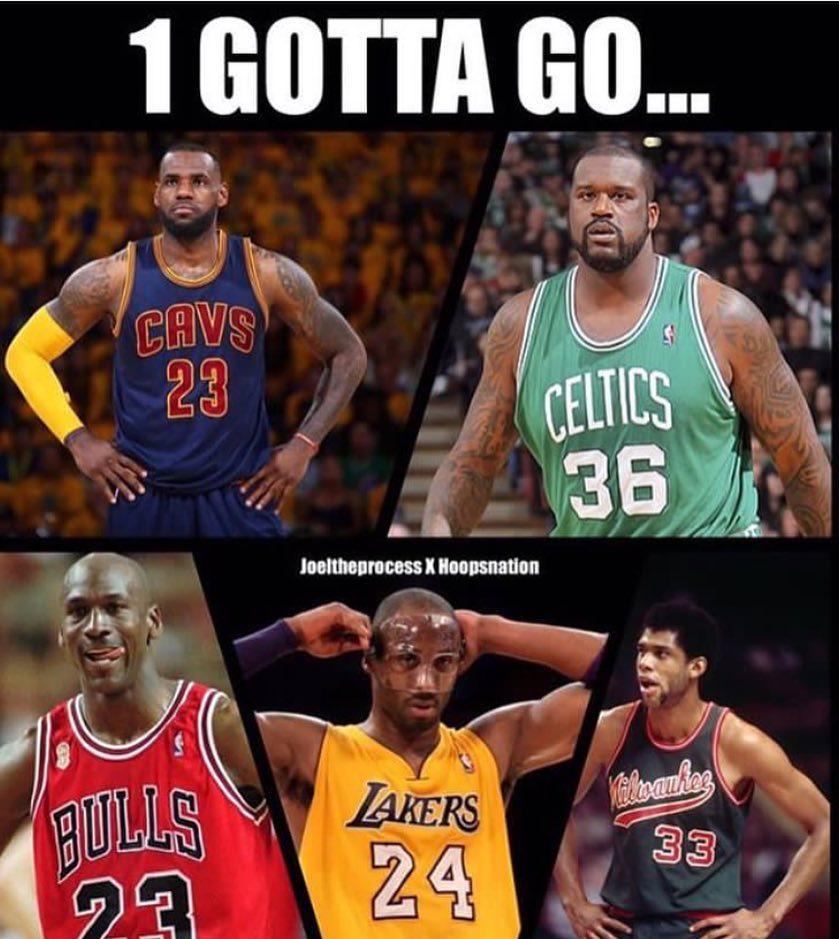 1 GOTTA GO...
CAVS
23
CELTICS
36
Joeltheprocess X Hoopsnation
BULLS
23
LAKERS
24
Milwaukee
33